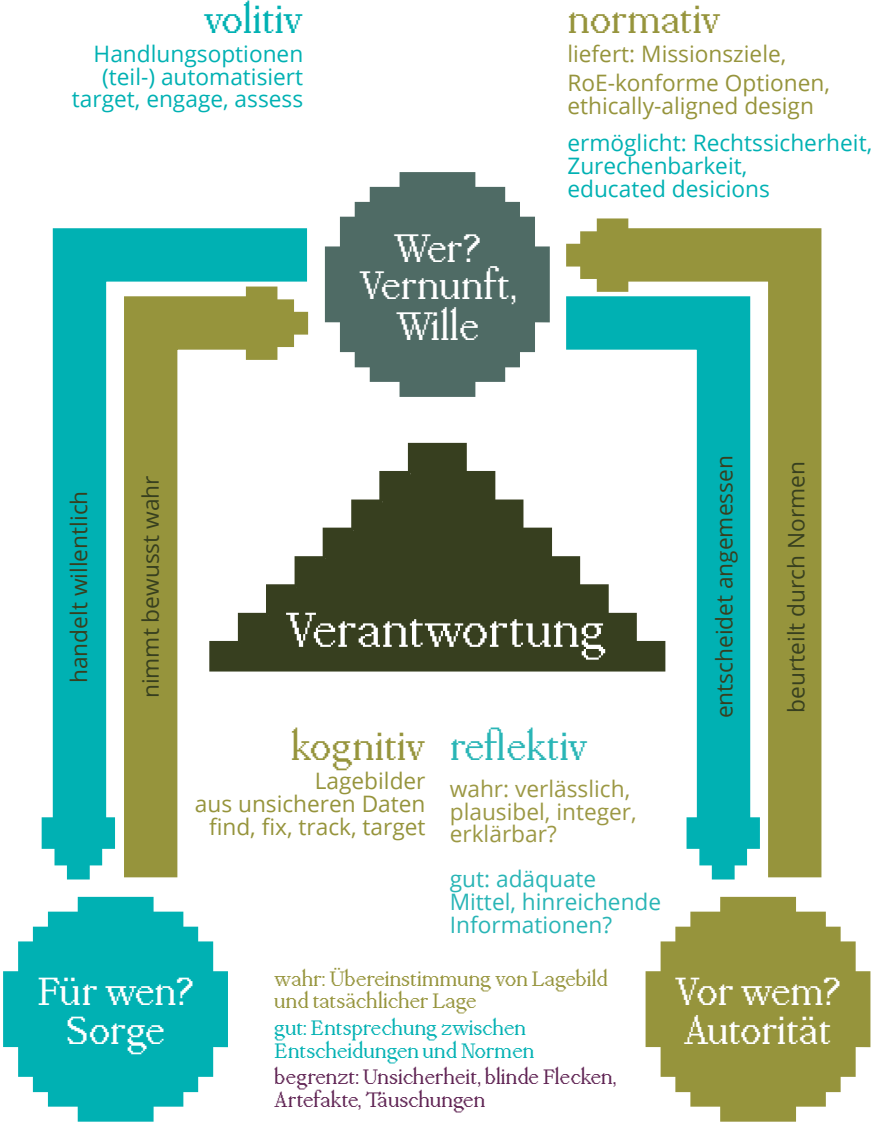 volitiv
Handlungsoptionen
(teil-) automatisiert
target, engage, assess
normativ
liefert: Missionsziele,
RoE-konforme Optionen,
ethically-aligned design
ermöglicht: Rechtssicherheit,
Zurechenbarkeit,
educated desicions
Wer?
Vernunft,
Wille
handelt willentlich
nimmt bewusst wahr
Verantwortung
entscheidet angemessen
beurteilt durch Normen
kognitiv
Lagebilder
aus unsicheren Daten
find, fix, track, target
reflektiv
wahr: verlässlich,
plausibel, integer,
erklärbar?
gut: adäquate
Mittel, hinreichende
Informationen?
Für wen?
Sorge
wahr: Übereinstimmung von Lagebild
und tatsächlicher Lage
gut: Entsprechung zwischen
Entscheidungen und Normen
begrenzt: Unsicherheit, blinde Flecken,
Artefakte, Täuschungen
Vor wem?
Autorität